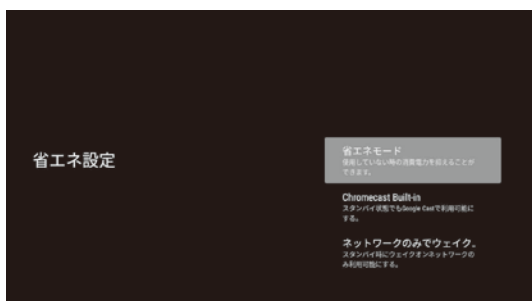 省エネ設定
省エネモード
使用していない時の消費電力を抑えることが
できます。
Chromecast Built-in
スタンバイ状態でもGoogle Castで利用可能に
する。
ネットワークのみでウェイク。
スタンバイ時にウェイクオンネットワークの
み利用可能にする。